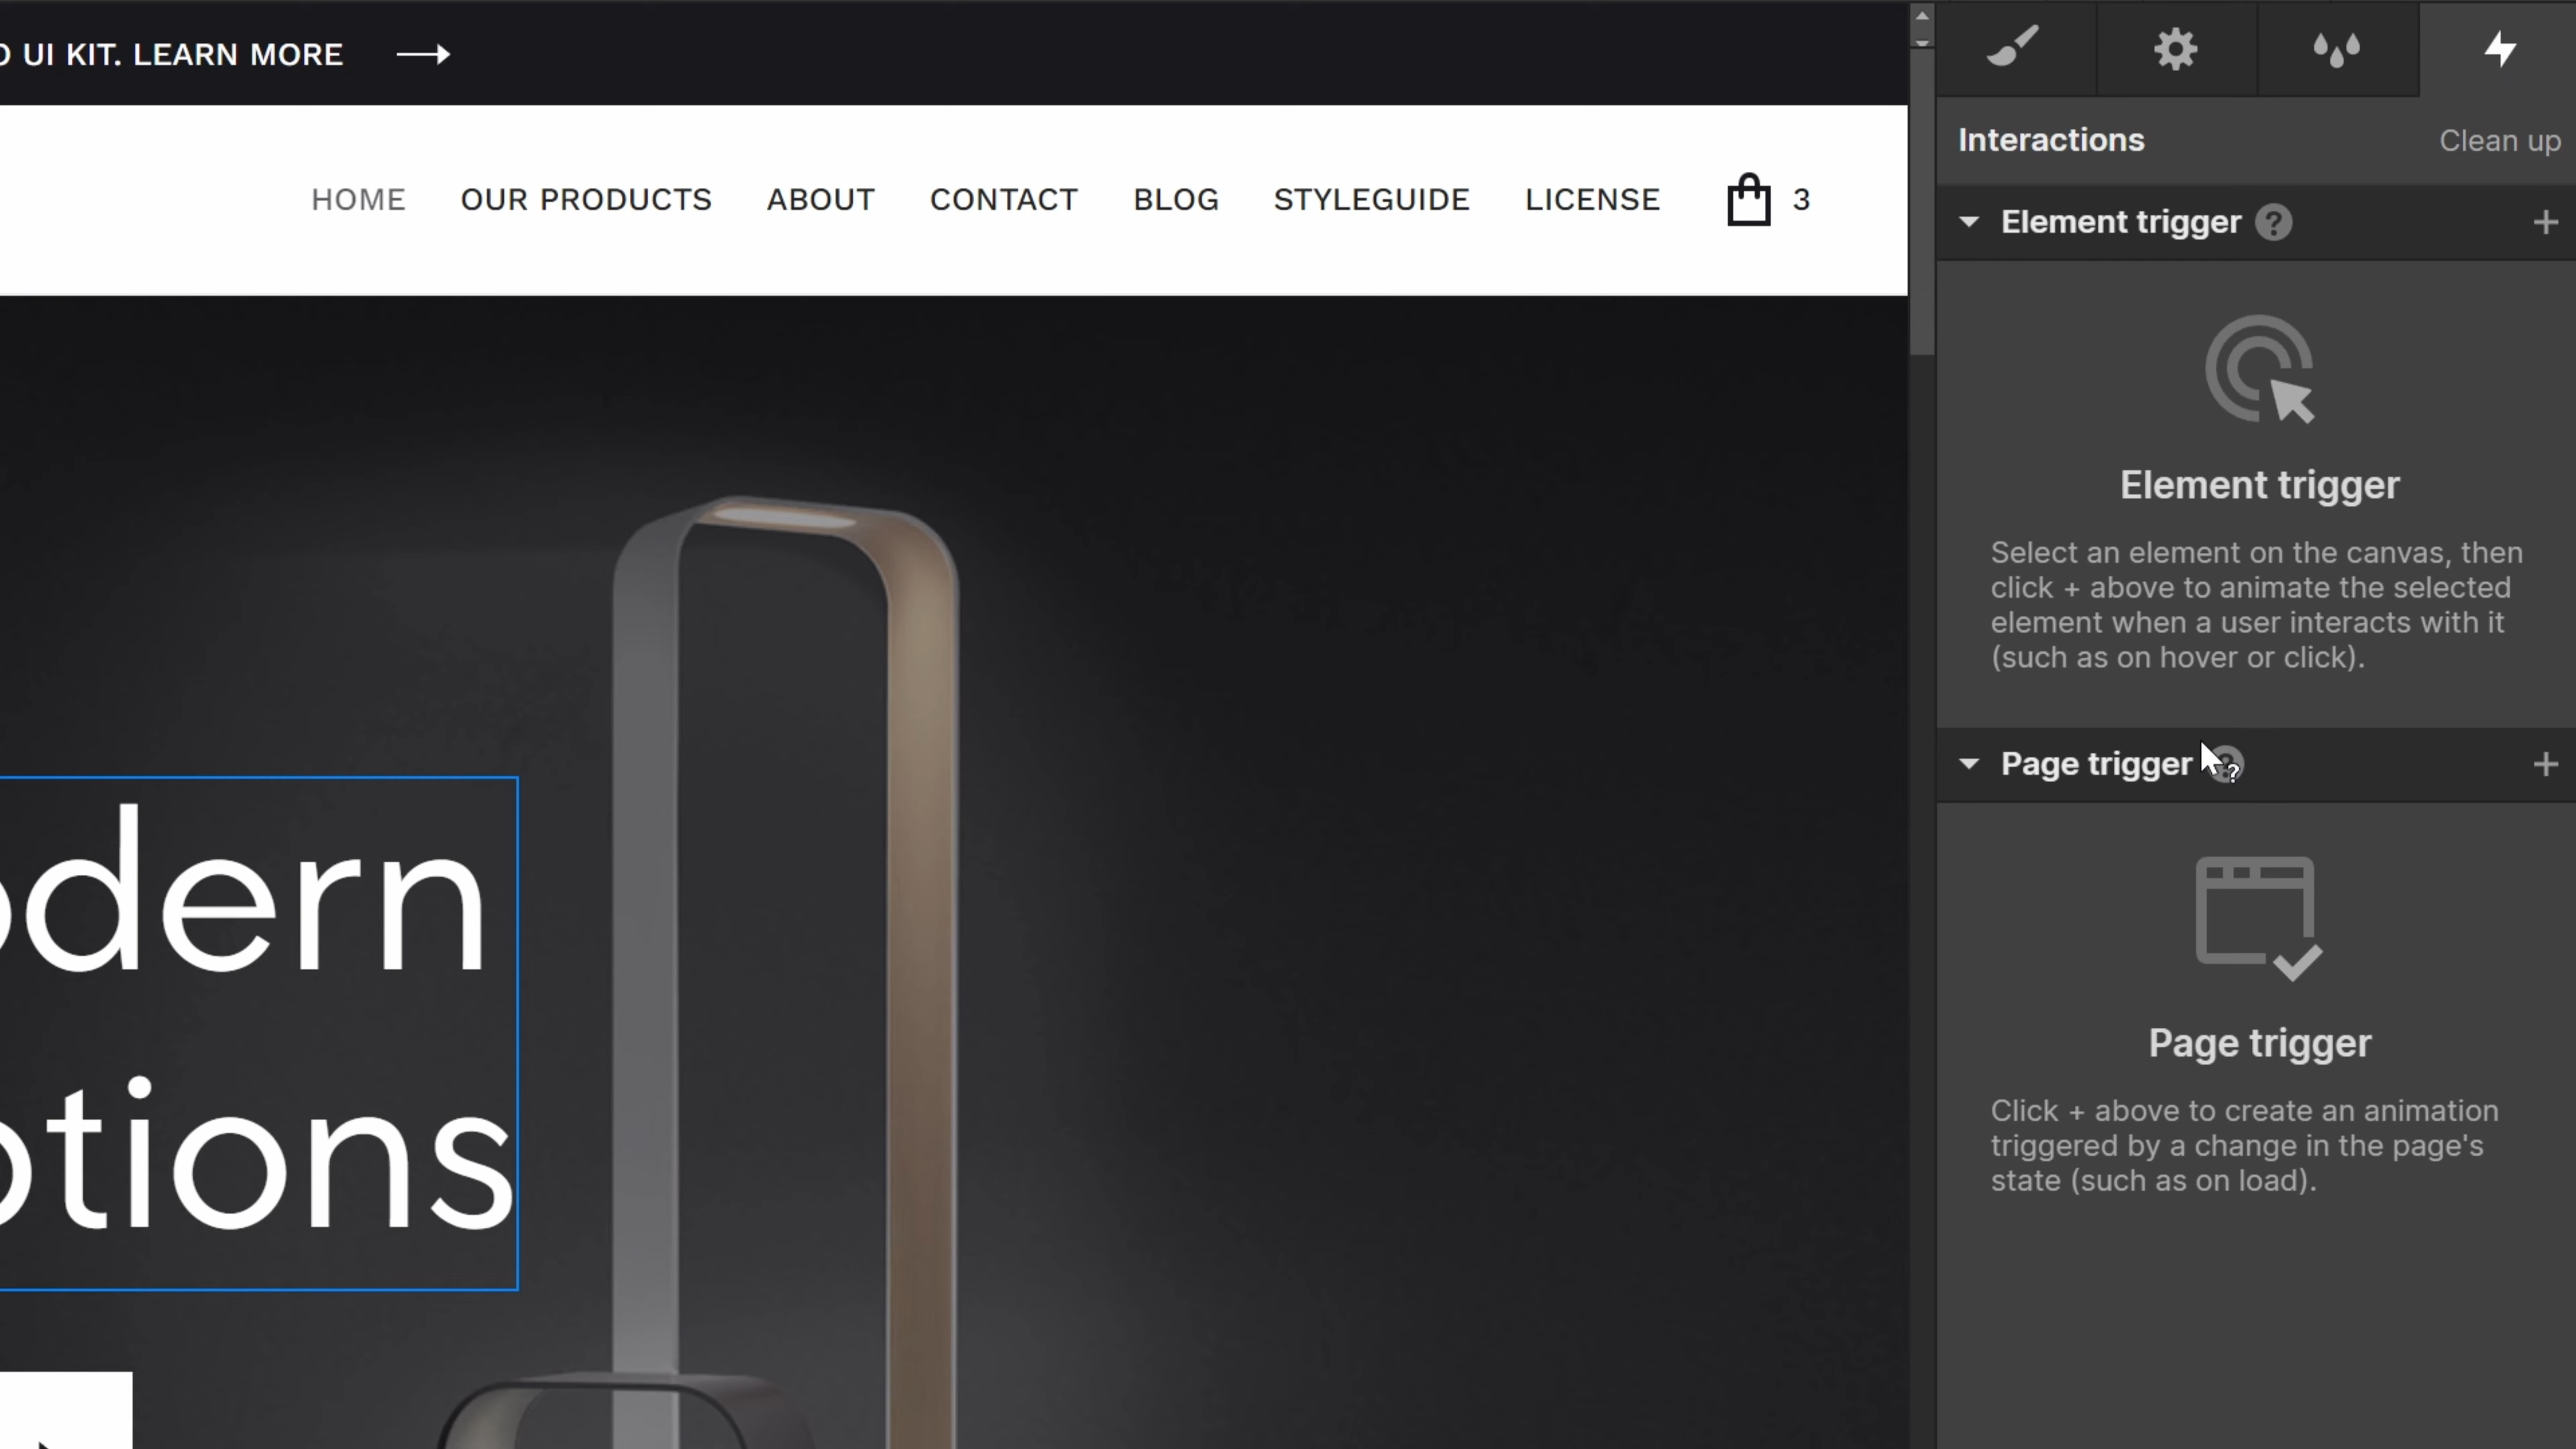 UI KIT. LEARN MORE
HOME OUR PRODUCTS ABOUT CONTACT BLOG STYLEGUIDE LICENSE 3
odern
tions
Interactions Clean up
Element trigger ? +
Element trigger
Select an element on the canvas, then
click + above to animate the selected
element when a user interacts with it
(such as on hover or click).
Page trigger ? +
Page trigger
Click + above to create an animation
triggered by a change in the page's
state (such as on load).